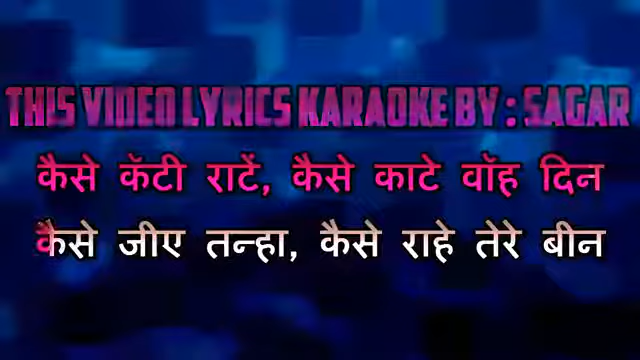 THIS VIDEO LYRICS KARAOKE BY : SAGAR
कैसे कॅटी राटें, कैसे काटे वॉह दिन
कैसे जीए तन्हा, कैसे राहे तेरे बीन